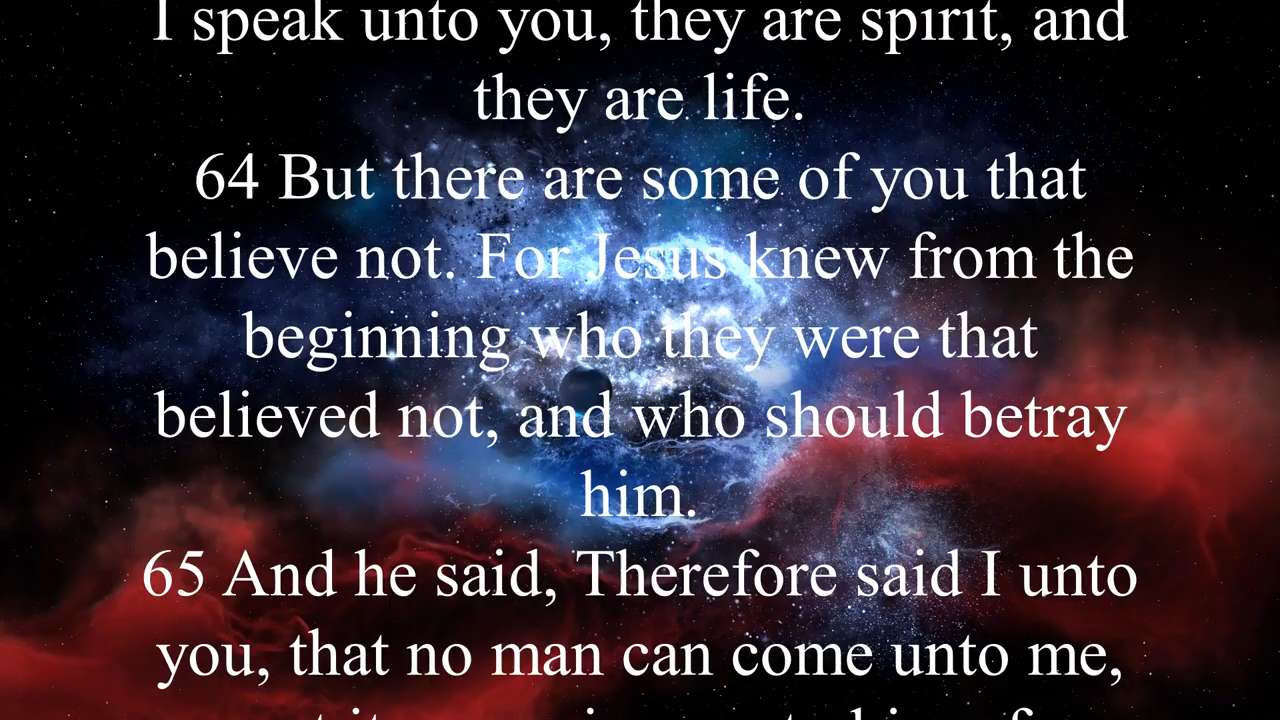 I speak unto you, they are spirit, and
they are life.
64 But there are some of you that
believe not. For Jesus knew from the
beginning who they were that
believed not, and who should betray
him.
65 And he said, Therefore said I unto
you, that no man can come unto me,